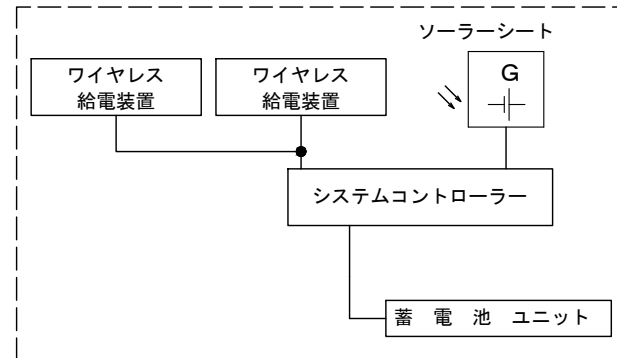 ソーラーシート
ワイヤレス
給電装置
ワイヤレス
給電装置
G
システムコントローラー
蓄 電 池 ユニット